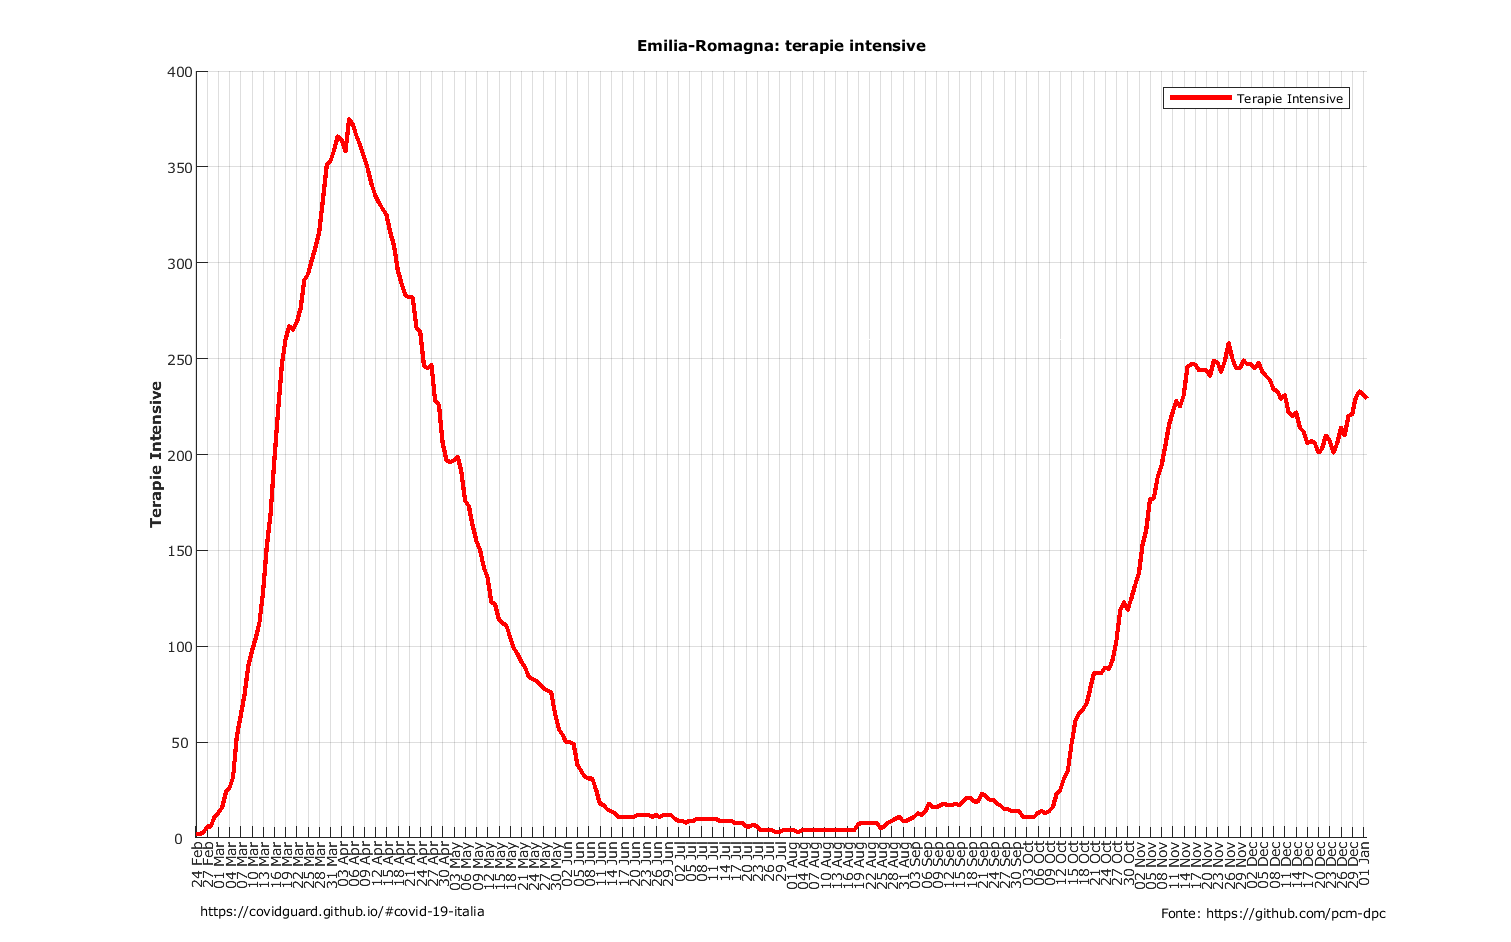 Emilia-Romagna: terapie intensive
Terapie Intensive
Terapie Intensive
400
350
300
250
200
150
100
50
0
24 Feb
27 Feb
01 Mar
04 Mar
07 Mar
10 Mar
13 Mar
16 Mar
19 Mar
22 Mar
25 Mar
28 Mar
31 Mar
03 Apr
06 Apr
09 Apr
12 Apr
15 Apr
18 Apr
21 Apr
24 Apr
27 Apr
30 Apr
03 May
06 May
09 May
12 May
15 May
18 May
21 May
24 May
27 May
30 May
02 Jun
05 Jun
08 Jun
11 Jun
14 Jun
17 Jun
20 Jun
23 Jun
26 Jun
29 Jun
02 Jul
05 Jul
08 Jul
11 Jul
14 Jul
17 Jul
20 Jul
23 Jul
26 Jul
29 Jul
01 Aug
04 Aug
07 Aug
10 Aug
13 Aug
16 Aug
19 Aug
22 Aug
25 Aug
28 Aug
31 Aug
03 Sep
06 Sep
09 Sep
12 Sep
15 Sep
18 Sep
21 Sep
24 Sep
27 Sep
30 Sep
03 Oct
06 Oct
09 Oct
12 Oct
15 Oct
18 Oct
21 Oct
24 Oct
27 Oct
30 Oct
02 Nov
05 Nov
08 Nov
11 Nov
14 Nov
17 Nov
20 Nov
23 Nov
26 Nov
29 Nov
02 Dec
05 Dec
08 Dec
11 Dec
14 Dec
17 Dec
20 Dec
23 Dec
26 Dec
29 Dec
01 Jan
https://covidguard.github.io/#covid-19-italia
Fonte: https://github.com/pcm-dpc